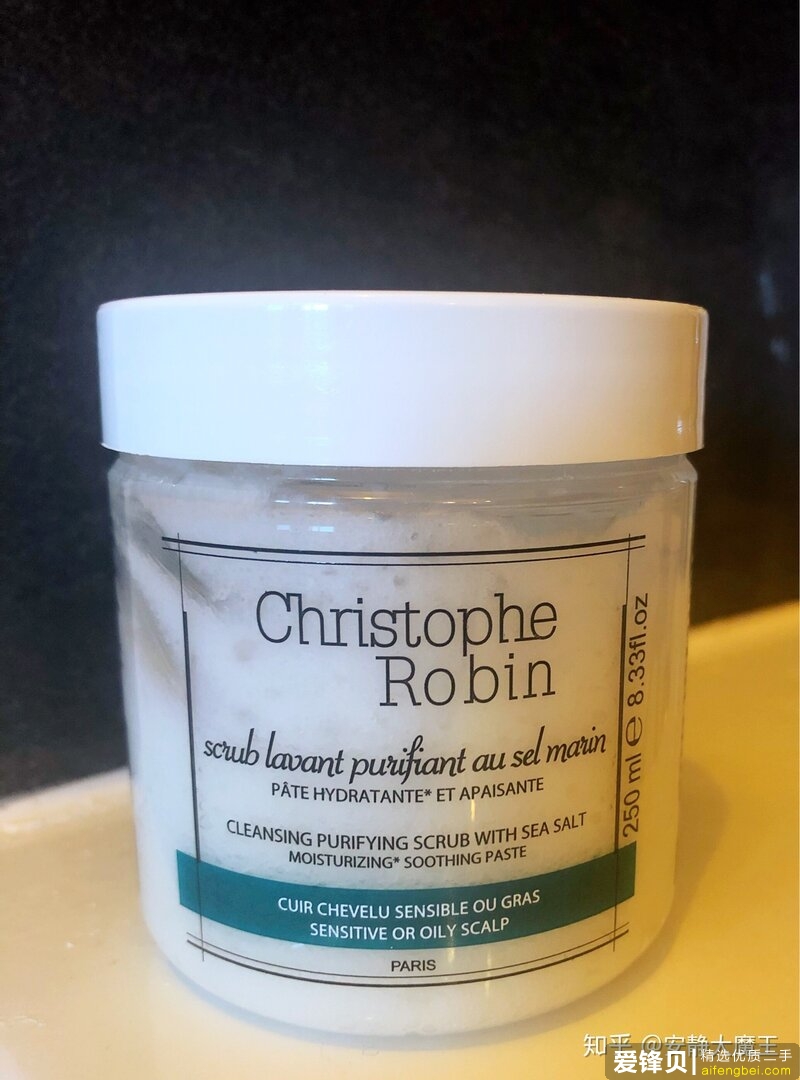 Christophe
Robin
scrub lavant purifiant au sel marin
PÂTE HYDRATANTE* ET APAISANTE
CLEANSING PURIFYING SCRUB WITH SEA SALT
MOISTURIZING* SOOTHING PASTE
CUIR CHEVELU SENSIBLE OU GRAS
SENSITIVE OR OILY SCALP
PARIS
250 ml e 8.33fl.oz
知乎 @安静大魔王
爱锋贝 精选优质二手
aifengbei.com